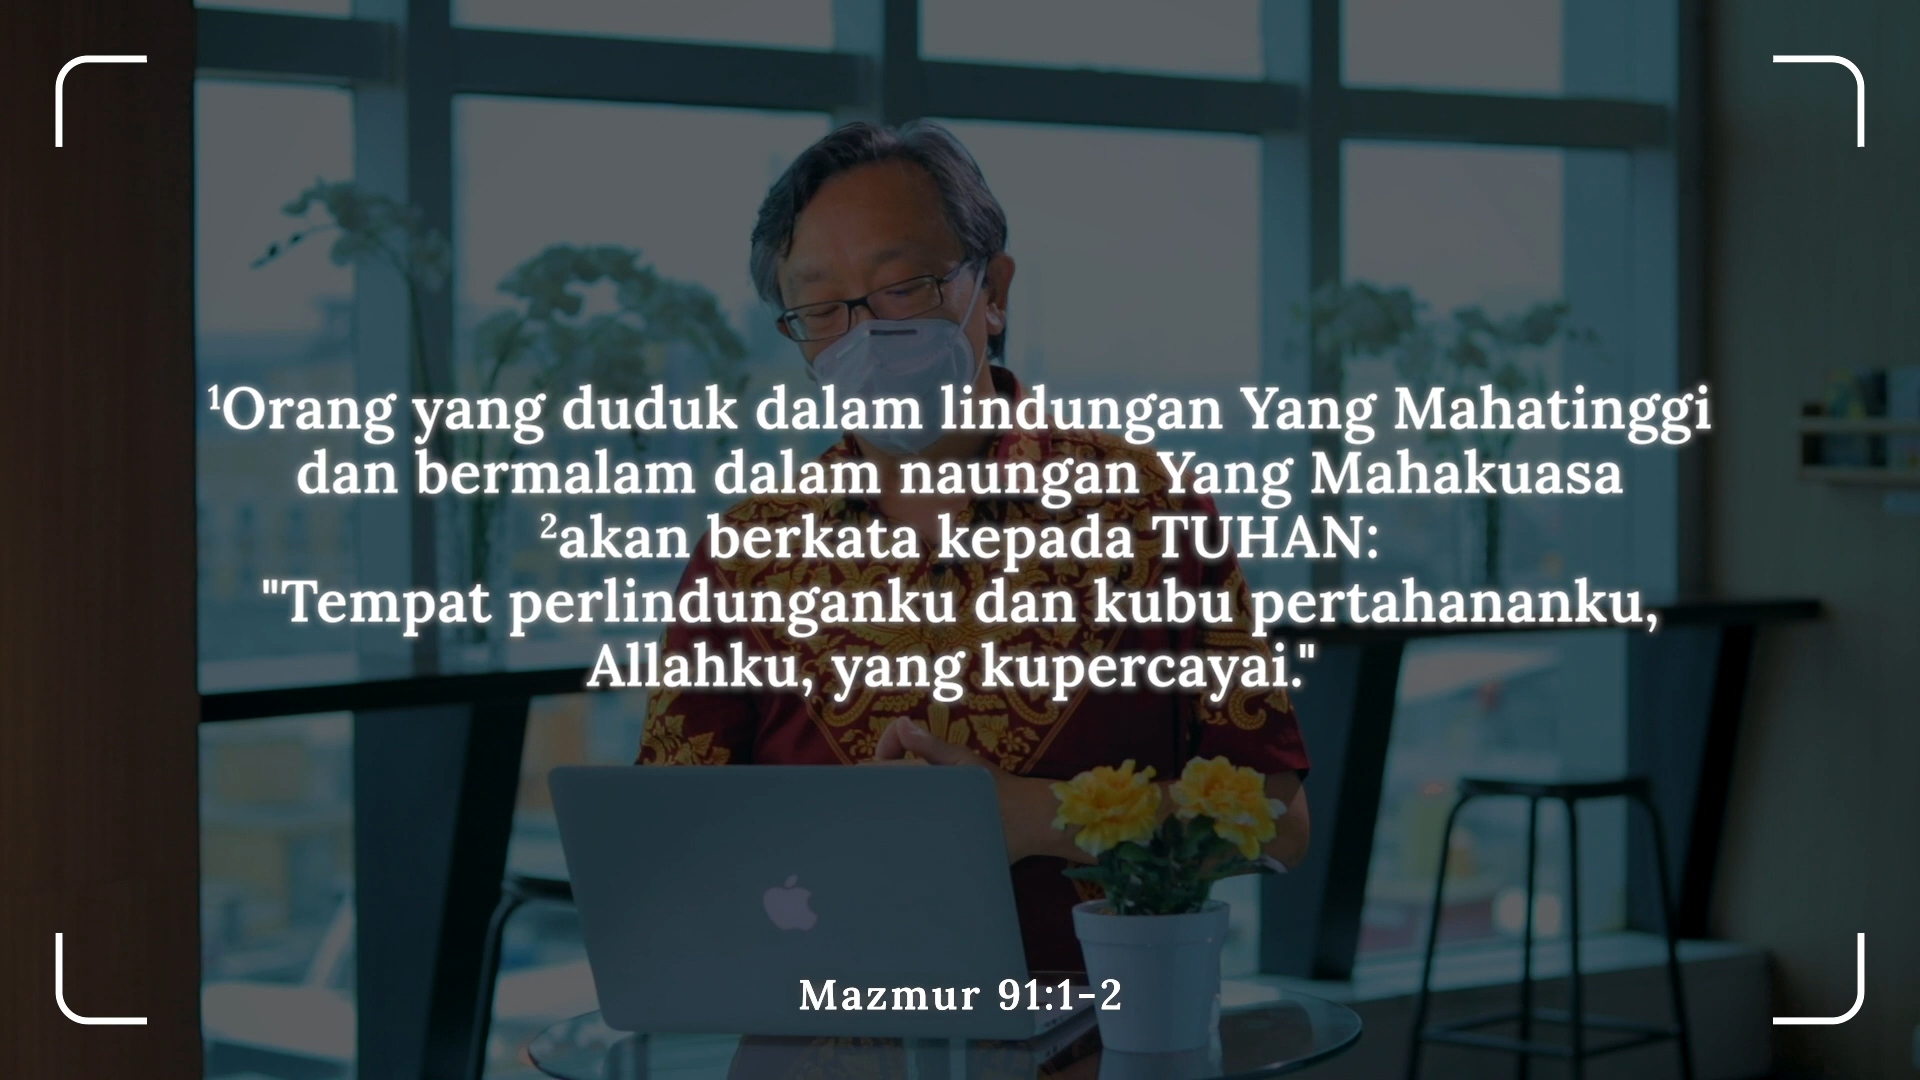 ¹Orang yang duduk dalam lindungan Yang Mahatinggi
dan bermalam dalam naungan Yang Mahakuasa
²akan berkata kepada TUHAN:
"Tempat perlindunganku dan kubu pertahananku,
Allahku, yang kupercayai."
Mazmur 91:1-2